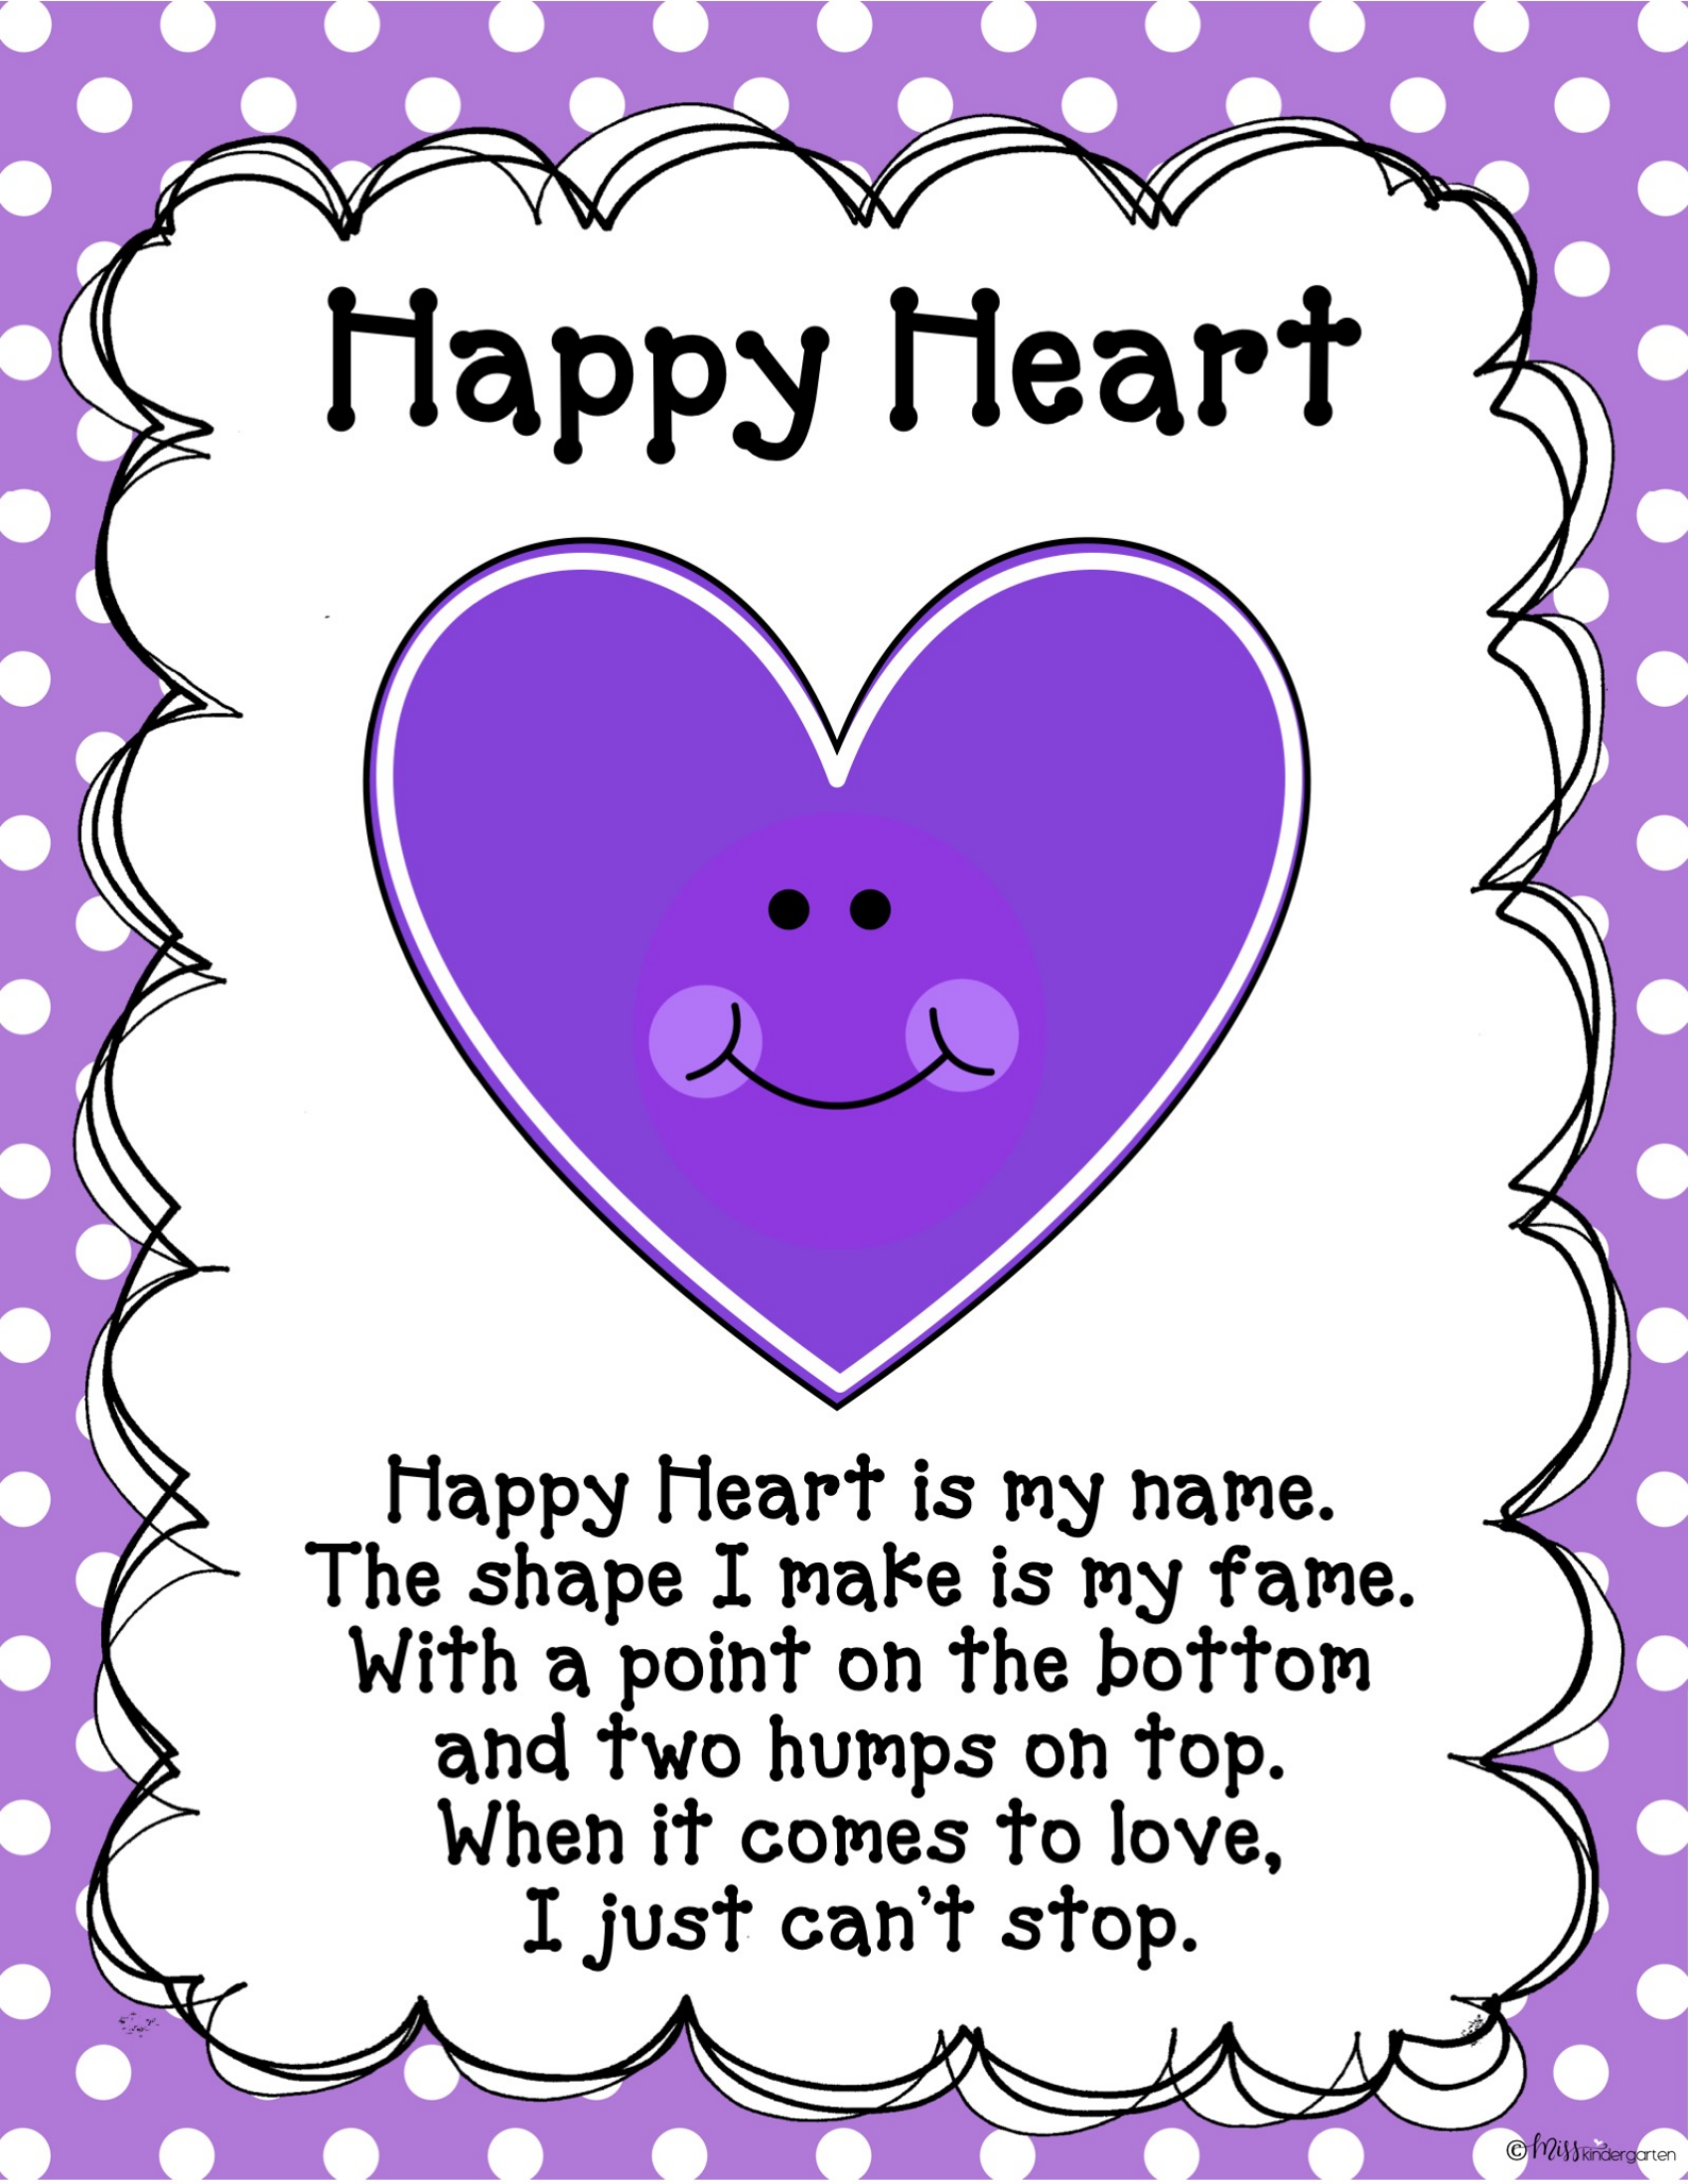 Happy Heart
Happy Heart is my name.
The shape I make is my fame.
With a point on the bottom
and two humps on top.
When it comes to love,
I just can't stop.
© Miss kindergarten